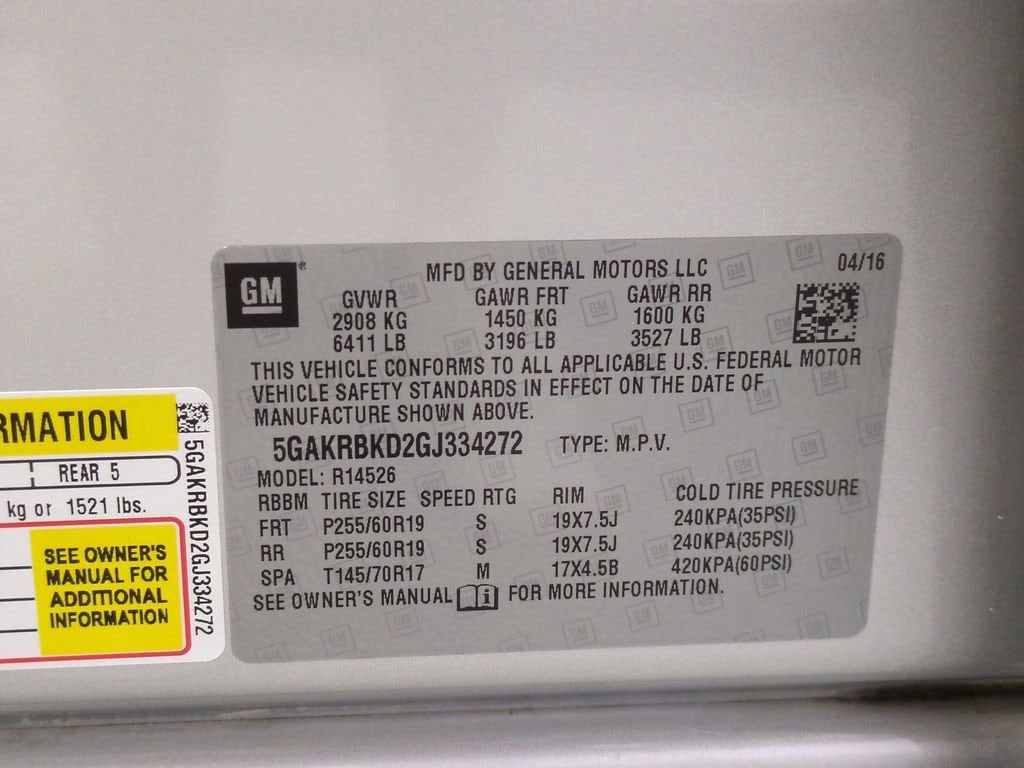 GM
MFD BY GENERAL MOTORS LLC
04/16
GVWR GAWR FRT GAWR RR
2908 KG 1450 KG 1600 KG
6411 LB 3196 LB 3527 LB
THIS VEHICLE CONFORMS TO ALL APPLICABLE U.S. FEDERAL MOTOR
VEHICLE SAFETY STANDARDS IN EFFECT ON THE DATE OF
MANUFACTURE SHOWN ABOVE.
5GAKRBKD2GJ334272 TYPE: M.P.V.
MODEL: R14526
RBBM TIRE SIZE SPEED RTG RIM COLD TIRE PRESSURE
FRT P255/60R19 S 19X7.5J 240KPA(35PSI)
RR P255/60R19 S 19X7.5J 240KPA(35PSI)
SPA T145/70R17 M 17X4.5B 420KPA(60PSI)
SEE OWNER'S MANUAL FOR MORE INFORMATION.
RMATION
REAR 5
kg or 1521 lbs.
SEE OWNER'S
MANUAL FOR
ADDITIONAL
INFORMATION
5GAKRBKD2GJ334272